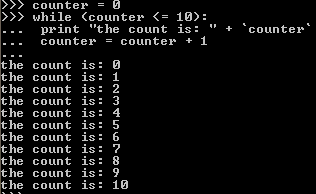 >>> counter = 0
>>> while (counter <= 10):
...  print "the count is: " + `counter`
...  counter = counter + 1
...
the count is: 0
the count is: 1
the count is: 2
the count is: 3
the count is: 4
the count is: 5
the count is: 6
the count is: 7
the count is: 8
the count is: 9
the count is: 10
>>>